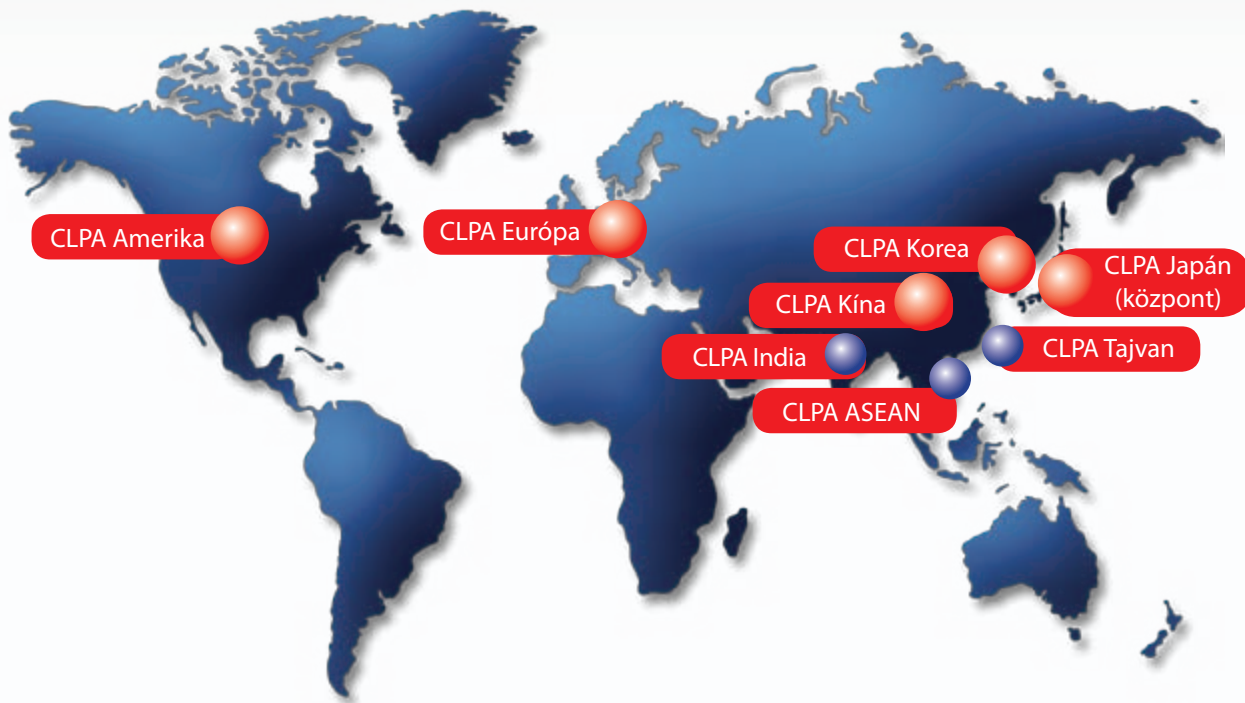 CLPA Amerika
CLPA Európa
CLPA Korea
CLPA Japán
(központ)
CLPA Kína
CLPA India
CLPA Tajvan
CLPA ASEAN